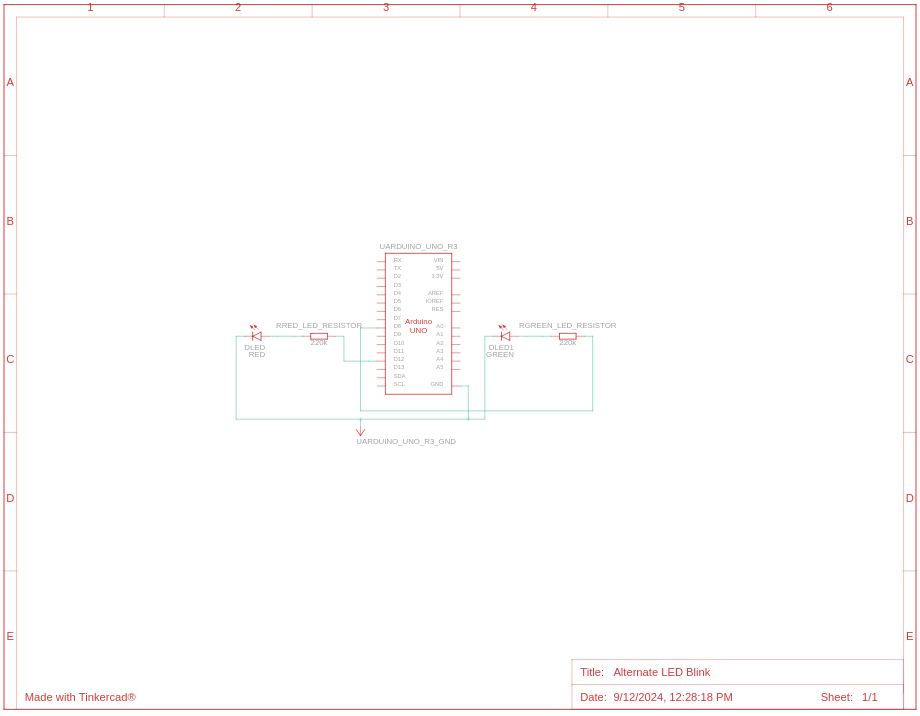 1 2 3 4 5 6
A A
B B
UARDUINO_UNO_R3
RX VIN
TX 5V
D2 3.3V
D3
D4 AREF
D5 IOREF
D6 RES
D7
D8 A0
D9 A1
D10 A2
D11 A3
D12 A4
D13 A5
SDA
SCL GND
Arduino
UNO
RRED_LED_RESISTOR
220k
DLED
RED
RGREEN_LED_RESISTOR
220k
DLED1
GREEN
C C
UARDUINO_UNO_R3_GND
D D
E E
Title: Alternate LED Blink
Made with Tinkercad®
Date: 9/12/2024, 12:28:18 PM Sheet: 1/1